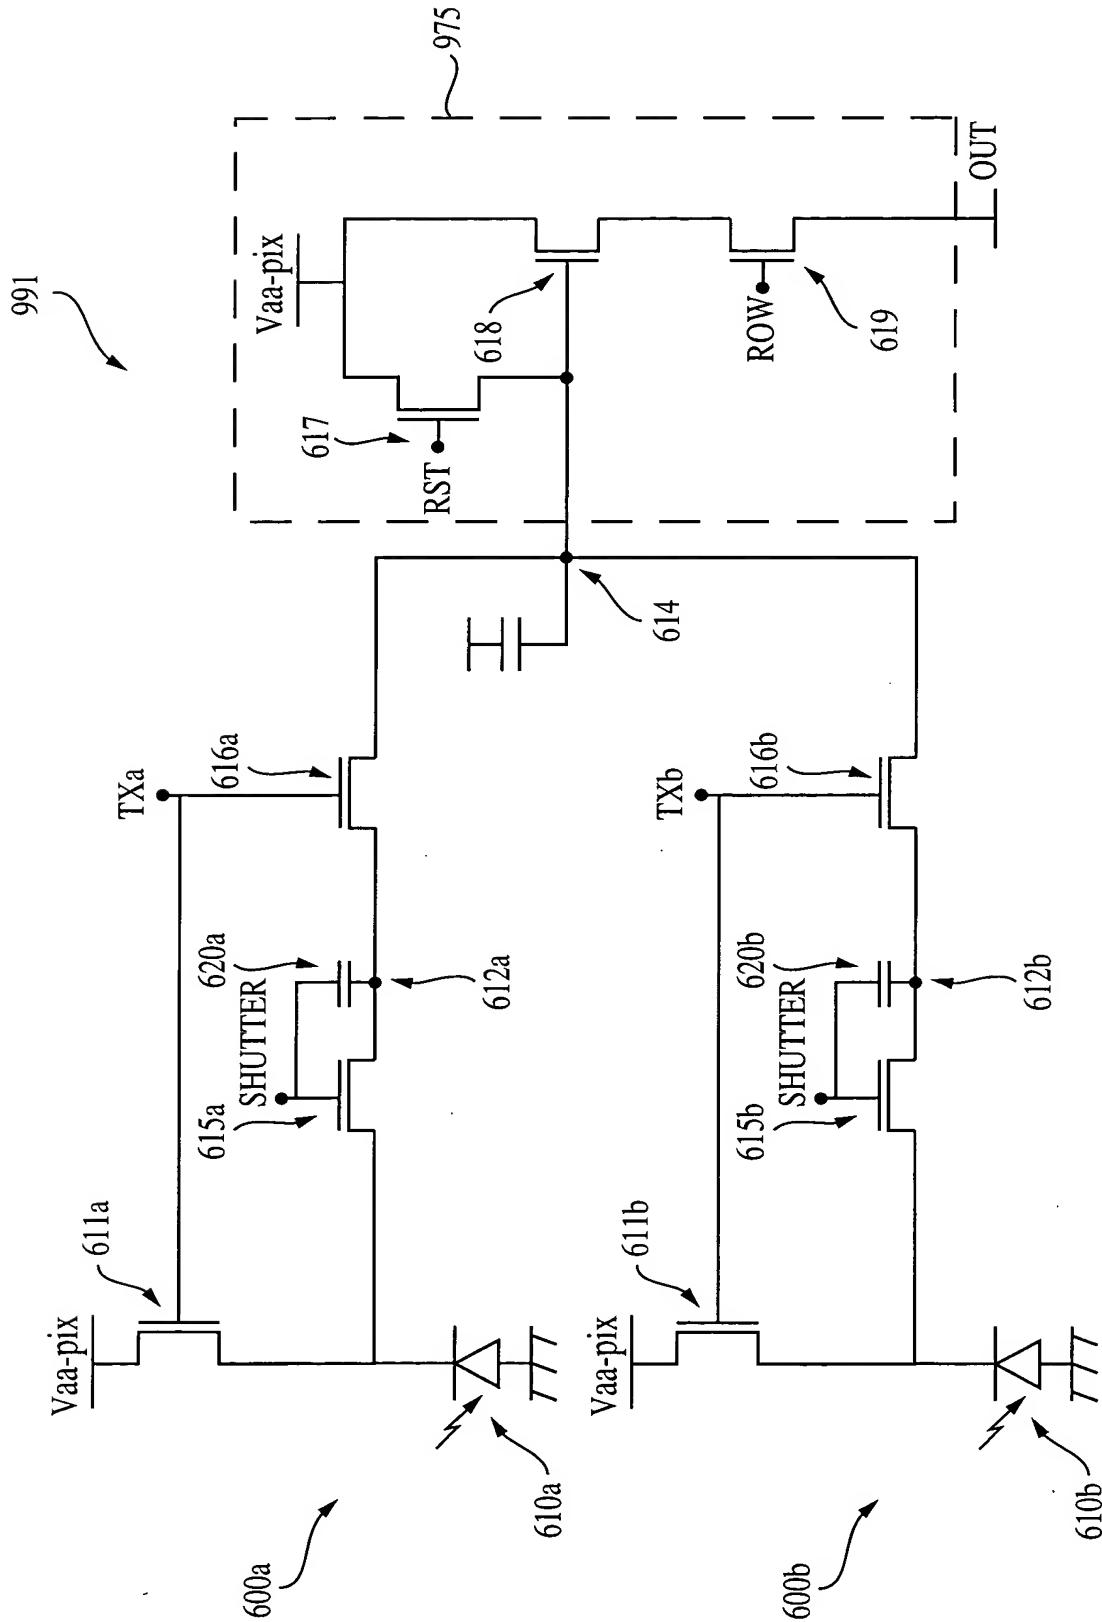 991
975
Vaa-pix
617
RST
618
ROW
619
OUT
614
TXa
616a
SHUTTER
620a
615a
612a
611a
Vaa-pix
610a
600a
TXb
616b
SHUTTER
620b
615b
612b
611b
Vaa-pix
610b
600b